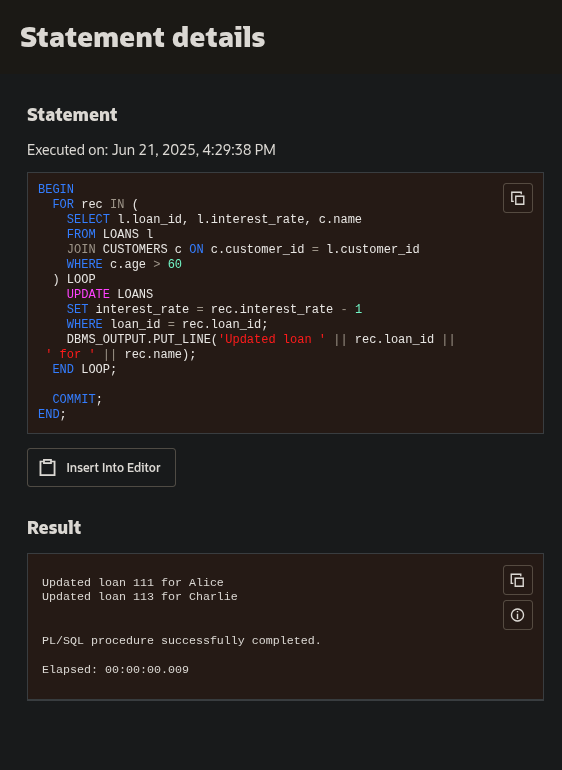 Statement details
Statement
Executed on: Jun 21, 2025, 4:29:38 PM
BEGIN
  FOR rec IN (
    SELECT l.loan_id, l.interest_rate, c.name
    FROM LOANS l
    JOIN CUSTOMERS c ON c.customer_id = l.customer_id
    WHERE c.age > 60
  ) LOOP
    UPDATE LOANS
    SET interest_rate = rec.interest_rate - 1
    WHERE loan_id = rec.loan_id;
    DBMS_OUTPUT.PUT_LINE('Updated loan ' || rec.loan_id ||
 ' for ' || rec.name);
  END LOOP;

  COMMIT;
END;
Insert Into Editor
Result
Updated loan 111 for Alice
Updated loan 113 for Charlie
PL/SQL procedure successfully completed.
Elapsed: 00:00:00.009